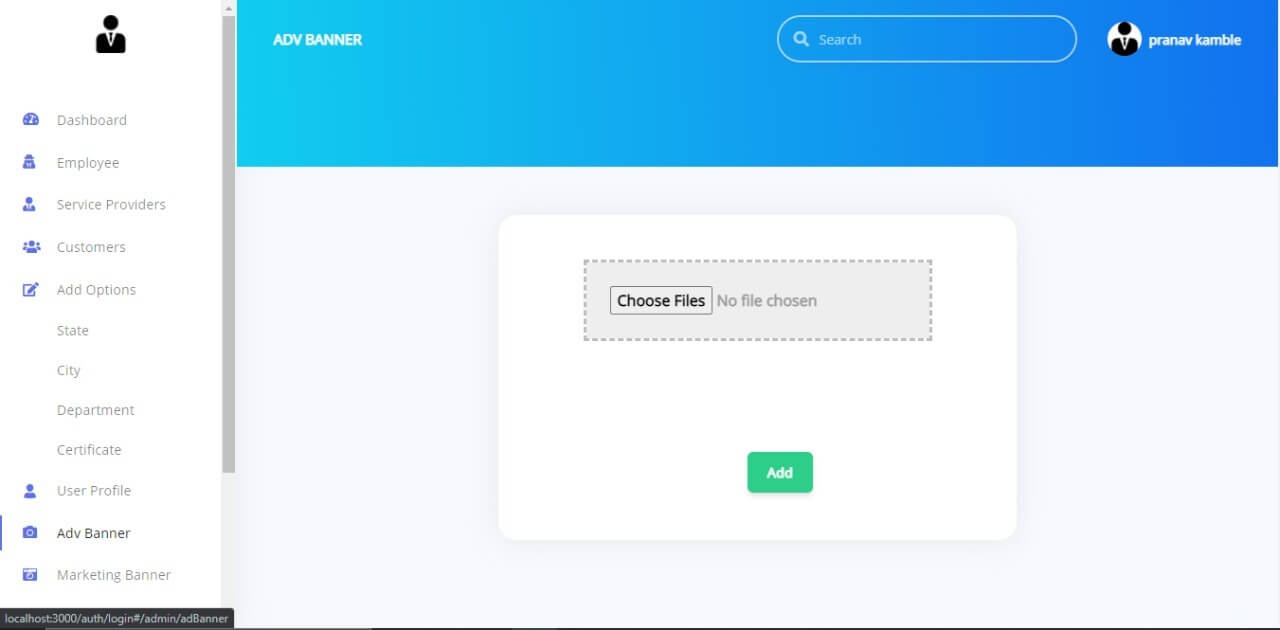 ADV BANNER
Search
pranav kamble
Dashboard
Employee
Service Providers
Customers
Add Options
State
City
Department
Certificate
User Profile
Adv Banner
Marketing Banner
Choose Files No file chosen
Add
localhost:3000/auth/login#/admin/adBanner